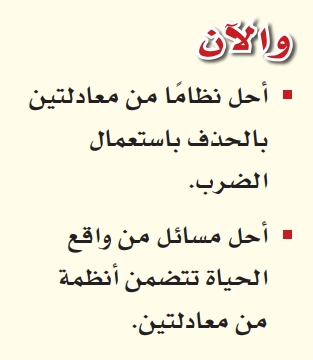 والآن
▪ أحل نظامًا من معادلتين
بالحذف باستعمال
الضرب.
▪ أحل مسائل من واقع
الحياة تتضمن أنظمة
من معادلتين.